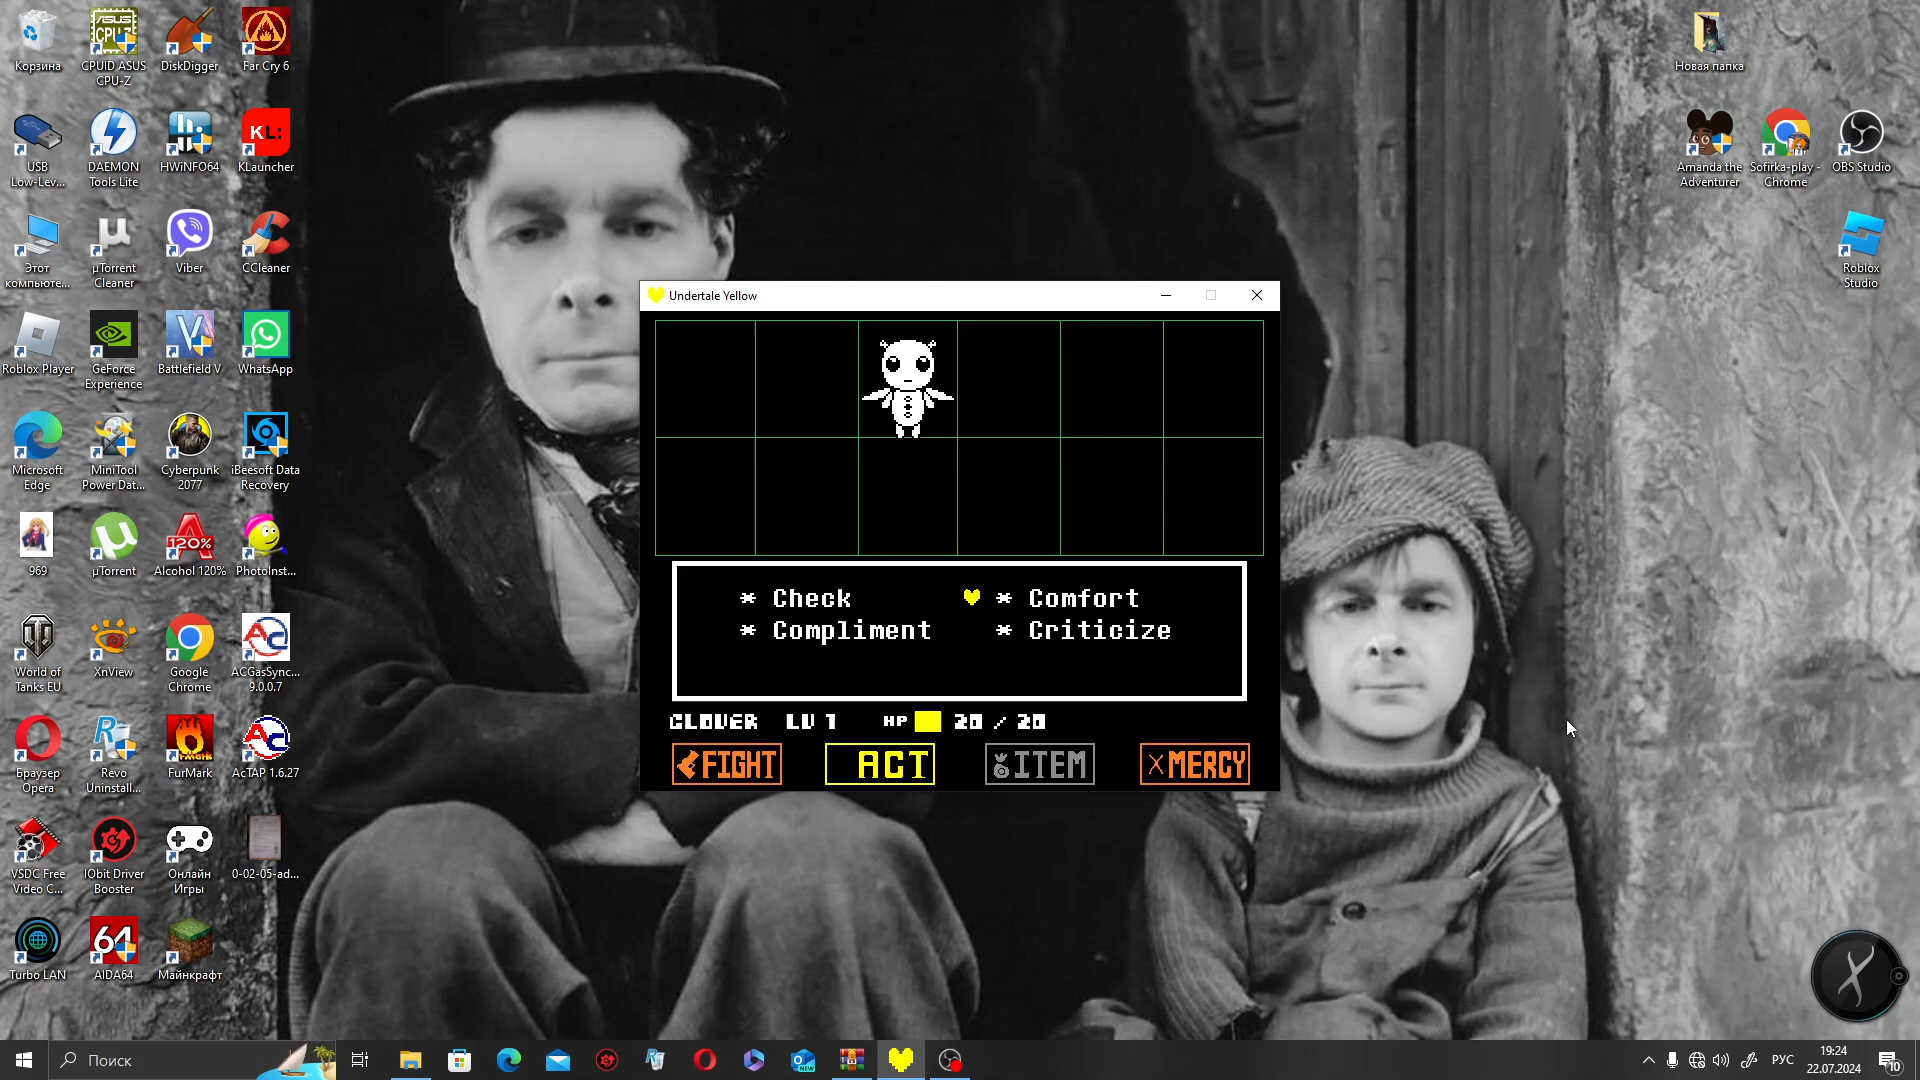 Корзина
CPUID ASUS
CPU-Z
DiskDigger
Far Cry 6
USB
Low-Lev...
DAEMON
Tools Lite
HWiNFO64
KL:
KLauncher
Этот
компьюте...
µTorrent
Cleaner
Viber
CCleaner
Roblox Player
GeForce
Experience
Battlefield V
WhatsApp
Microsoft
Edge
MiniTool
Power Dat...
Cyberpunk
2077
iBeesoft Data
Recovery
969
µTorrent
120%
Alcohol 120%
PhotoInst...
World of
Tanks EU
XnView
Google
Chrome
ACGasSync...
9.0.0.7
Браузер
Opera
Revo
Uninstall...
FurMark
AcTAP 1.6.27
VSDC Free
Video C...
IObit Driver
Booster
Онлайн
Игры
0-02-05-ad...
Turbo LAN
64
AIDA64
Майнкрафт
Новая папка
Amanda the
Adventurer
Sofirka-play -
Chrome
OBS Studio
Roblox
Studio
Undertale Yellow
* Check
* Comfort
* Compliment
* Criticize
CLOVER LV 1 HP 20 / 20
FIGHT
ACT
ITEM
MERCY
Поиск
РУС
19:24
22.07.2024
10